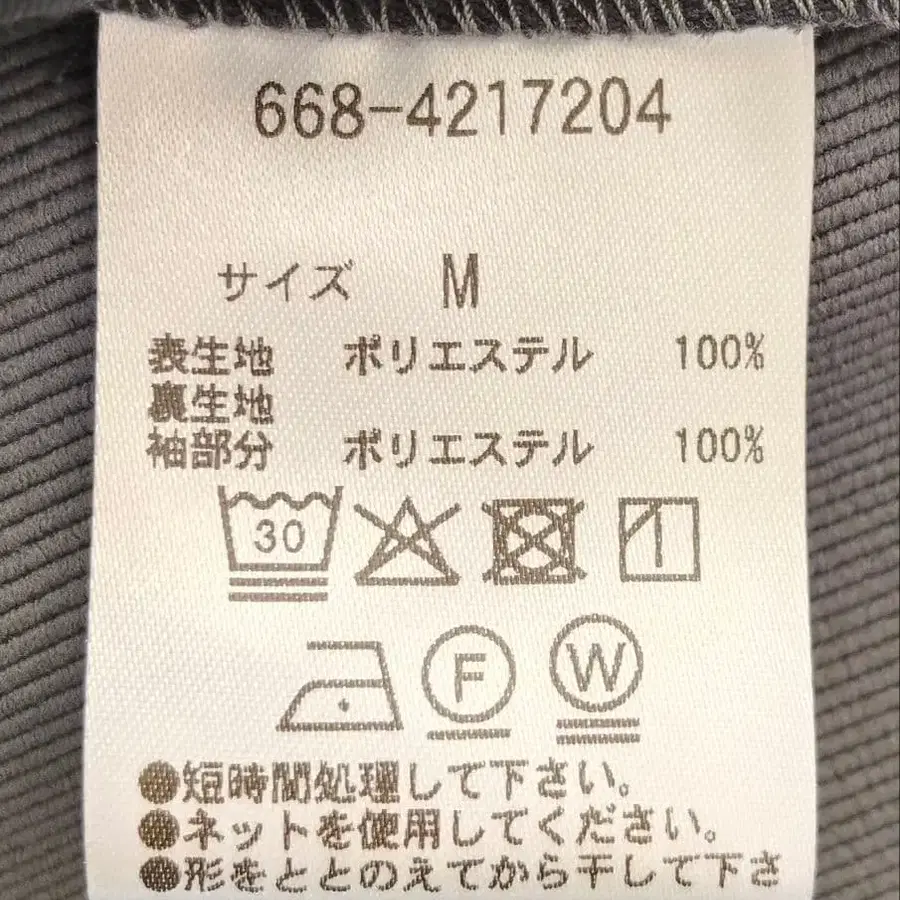 668-4217204
サイズ M
表生地 ポリエステル 100%
裏生地
袖部分 ポリエステル 100%
30
F W
●短時間処理して下さい。
●ネットを使用してください。
●形をととのえてから干して下さ